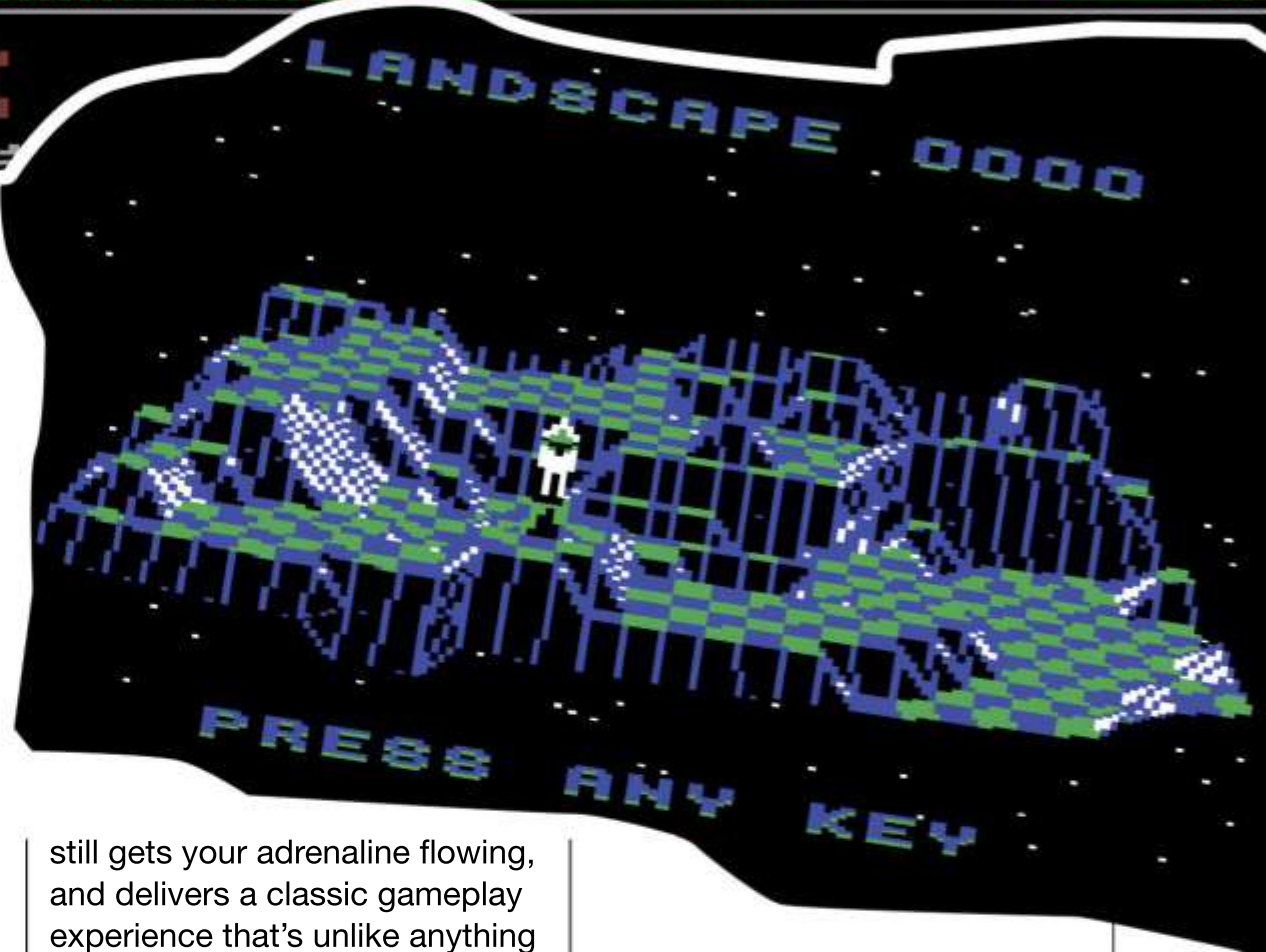 LANDSCAPE 0000
PRESS ANY KEY
still gets your adrenaline flowing,
and delivers a classic gameplay
experience that's unlike anything